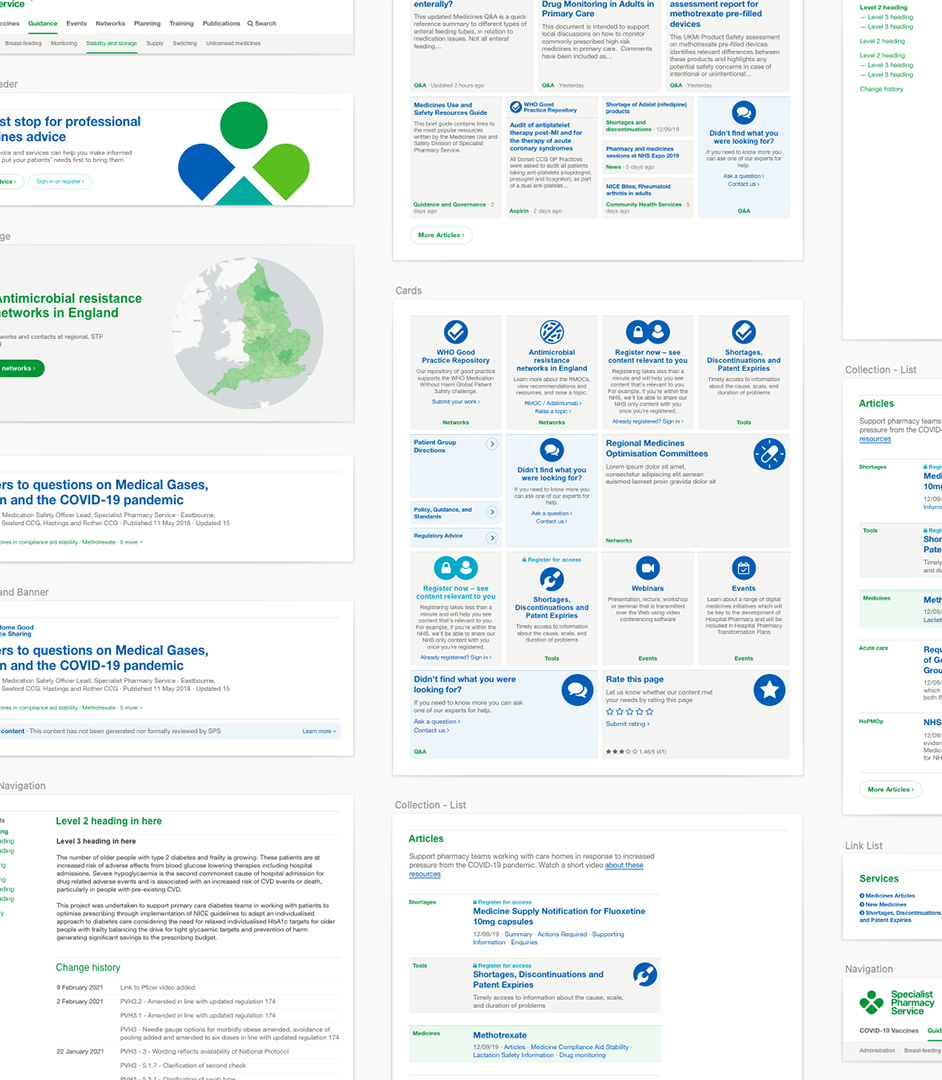 Service
ccines Guidance Events Networks Planning Training Publications Search
Breast-feeding Monitoring Stability and storage Supply Switching Unlicensed medicines
ader
st stop for professional
ines advice
vice and services can help you make informed
put your patients' needs first to bring them
dvice › Sign in or register ›
ge
Antimicrobial resistance
networks in England
works and contacts at regional, STP
networks ›
ers to questions on Medical Gases,
n and the COVID-19 pandemic
Medication Safety Officer Lead, Specialist Pharmacy Service · Eastbourne,
Seaford CCG. Hastings and Rother CCG · Published 11 May 2018 · Updated 15
cines in compliance aid stability · Methotrexate · 5 more
and Banner
Home Good
ce Sharing
ers to questions on Medical Gases,
n and the COVID-19 pandemic
Medication Safety Officer Lead, Specialist Pharmacy Service · Eastbourne,
Seaford CCG. Hastings and Rother CCG · Published 11 May 2018 · Updated 15
cines in compliance aid stability · Methotrexate · 5 more
content · This content has not been generated nor formally reviewed by SPS Learn more
Navigation
ts
ing
ading
ading
ng
ading
ading
y
Level 2 heading in here
Level 3 heading in here
The number of older people with type 2 diabetes and frailty is growing. These patients are at
increased risk of adverse effects from blood glucose lowering therapies including hospital
admissions. Severe hypoglycaemia is the second commonest cause of hospital admission for
drug related adverse events and is associated with an increased risk of CVD events or death,
particularly in people with pre-existing CVD.
This project was undertaken to support primary care diabetes teams in working with patients to
optimise prescribing through implementation of NICE guidelines to adapt an individualised
approach to diabetes care considering the need for relaxed individualised HbA1c targets for older
people with frailty balancing the drive for tight glycaemic targets and prevention of harm
generating significant savings to the prescribing budget.
Change history
9 February 2021 Link to Pfizer video added
2 February 2021 PVH3.2 - Amended in line with updated regulation 174
PVH3.1 - Amended in line with updated regulation 174
PVH3 - Needle gauge options for morbidly obese amended, avoidance of
pooling added and amended to six doses in line with updated regulation 174
22 January 2021 PVH3 - 3 - Wording reflects availability of National Protocol
PVH3 - 5.1.7 - Clarification of second check
PVH3 - 5.3.1 - Clarification of swab type
enterally?
This updated Medicines Q&A is a quick
reference summary to different types of
enteral feeding tubes, in relation to
medication issues. Not all enteral
feeding…
Q&A · Updated 2 hours ago
Drug Monitoring in Adults in
Primary Care
This document is intended to support
local discussions on how to monitor
commonly prescribed high risk
medicines in primary care. Comments
have been included as…
Q&A · Yesterday
assessment report for
methotrexate pre-filled
devices
This UKMi Product Safety assessment
on methotrexate pre-filled devices
identifies relevant differences between
these products and highlights any
potential safety concerns in case of
intentional or unintentional…
Q&A · Yesterday
Medicines Use and
Safety Resources Guide
This brief guide contains links to
the most popular resources
written by the Medicines Use and
Safety Division of Specialist
Pharmacy Service.
Guidance and Governance · 2
days ago
WHO Good
Practice Repository
Audit of antiplatelet
therapy post-MI and for
the therapy of acute
coronary syndromes
All Dorset CCG GP Practices
were asked to audit all patients
taking anti-platelets (clopidogrel,
prasugrel and ticagrelor), as part
of a dual anti-platelet…
Aspirin · 2 days ago
Shortage of Adalat (nifedipine)
products
Shortages and
discontinuations · 12/09/19
Pharmacy and medicines
sessions at NHS Expo 2019
News · 5 days ago
NICE Bites; Rheumatoid
arthritis in adults
Community Health Services · 5
days ago
Didn't find what you
were looking for?
If you need to know more you
can ask one of our experts for
help.
Ask a question ›
Contact us ›
Q&A
More Articles ›
Cards
WHO Good
Practice Repository
Our repository of good practice
supports the WHO Medication
Without Harm Global Patient
Safety challenge.
Submit your work ›
Networks
Antimicrobial
resistance
networks in England
Learn more about the RMOCs,
view recommendations and
resources, and raise a topic.
RMOC / Adalimumab ›
Raise a topic ›
Networks
Register now – see
content relevant to you
Registering takes less than a
minute and will help you see
content that's relevant to you.
For example, if you're within the
NHS, we'll be able to share our
NHS only content with you
once you're registered.
Already registered? Sign in ›
Shortages,
Discontinuations and
Patent Expiries
Timely access to information
about the cause, scale, and
duration of problems
Tools
Patient Group
Directions
Policy, Guidance, and
Standards
Regulatory Advice
Didn't find what you
were looking for?
If you need to know more you
can ask one of our experts for
help.
Ask a question ›
Contact us ›
Regional Medicines
Optimisation Committees
Lorem ipsum dolor sit amet,
consectetur adipiscing elit aenean
euismod laoreet proin gravida dolor sit
Networks
Register now – see
content relevant to you
Registering takes less than a
minute and will help you see
content that's relevant to you.
For example, if you're within the
NHS, we'll be able to share our
NHS only content with you
once you're registered.
Already registered? Sign in ›
Register for access
Shortages,
Discontinuations and
Patent Expiries
Timely access to information
about the cause, scale, and
duration of problems
Tools
Webinars
Presentation, lecture, workshop
or seminar that is transmitted
over the Web using video
conferencing software
Events
Events
Learn about a range of digital
medicines initiatives which will
be key to the development of
Hospital Pharmacy and will be
included in Hospital Pharmacy
Transformation Plans
Events
Didn't find what you were
looking for?
If you need to know more you can ask
one of our experts for help.
Ask a question ›
Contact us ›
Q&A
Rate this page
Let us know whether our content met
your needs by rating this page
Submit rating ›
1.46/5 (41)
Collection - List
Articles
Support pharmacy teams working with care homes in response to increased
pressure from the COVID-19 pandemic. Watch a short video about these
resources
Shortages
Register for access
Medicine Supply Notification for Fluoxetine
10mg capsules
12/09/19 · Summary · Actions Required · Supporting
Information · Enquiries
Tools
Register for access
Shortages, Discontinuations and
Patent Expiries
Timely access to information about the cause, scale,
and duration of problems
Medicines
Methotrexate
12/09/19 · Articles · Medicine Compliance Aid Stability ·
Lactation Safety Information · Drug monitoring
Level 2 heading
— Level 3 heading
— Level 3 heading
Level 2 heading
Level 2 heading
— Level 3 heading
— Level 3 heading
Change history
Collection - List
Articles
Support pharmacy
pressure from the COVID-
resources
Shortages
Regis
Medi
10mg
Inform
Tools
Regis
Shor
Pate
Timely
and du
Medicines
Meth
12/09/
Lactat
Acute care
Requ
of Ge
Grou
12/09/
which
both IM
HoPMOp
NHS
12/09/
eviden
Medica
for NH
More Articles ›
Link List
Services
Medicines Articles
New Medicines
Shortages, Discontinuations,
and Patent Expiries
Navigation
Specialist
Pharmacy
Service
COVID-19 Vaccines Guid
Administration Breast-feeding